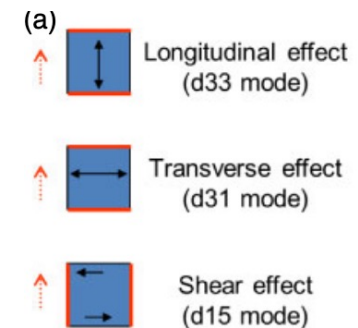 (a)
Longitudinal effect
(d33 mode)
Transverse effect
(d31 mode)
Shear effect
(d15 mode)